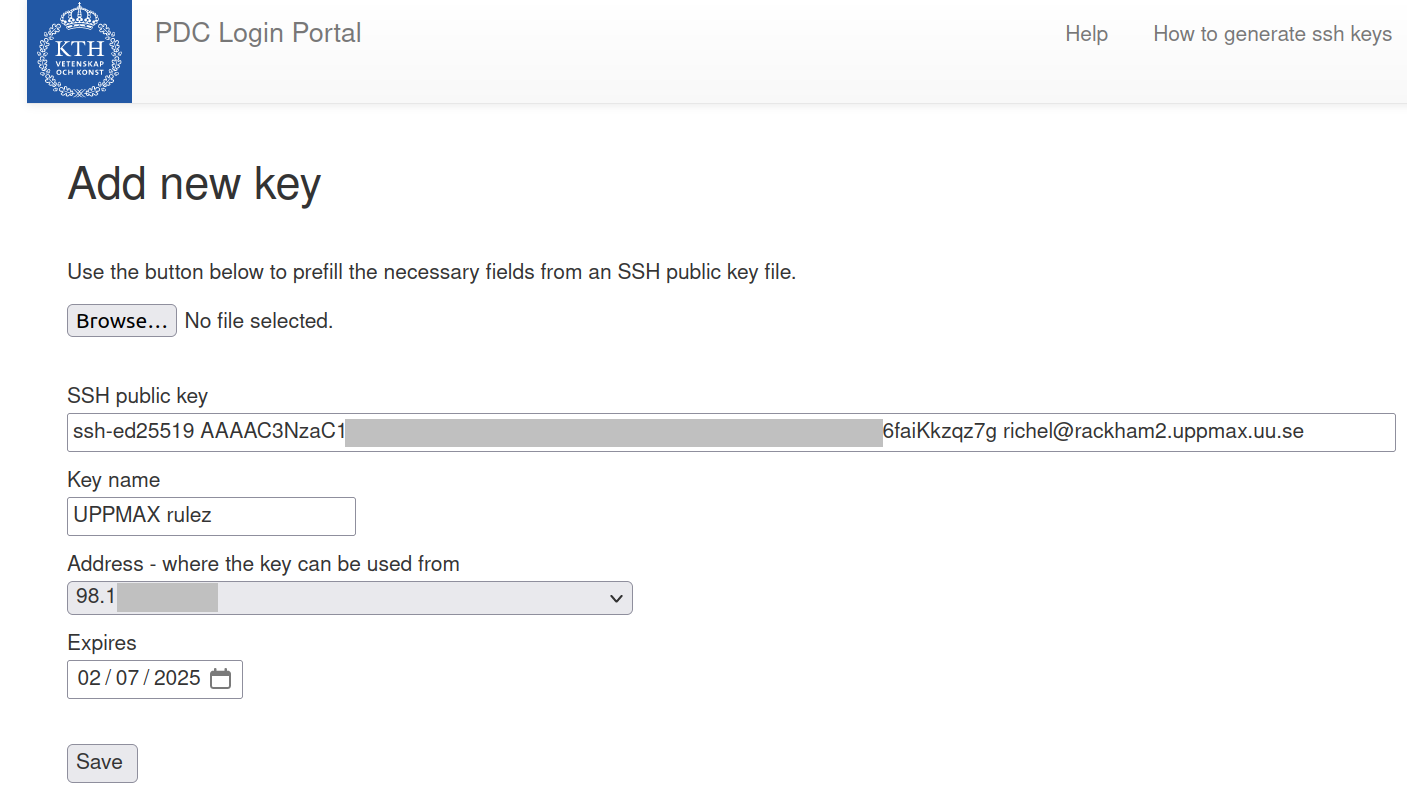 KTH
VETENSKAP
OCH KONST
PDC Login Portal
Help
How to generate ssh keys
Add new key
Use the button below to prefill the necessary fields from an SSH public key file.
Browse... No file selected.
SSH public key
ssh-ed25519 AAAAC3NzaC1 6faiKkzqz7g richel@rackham2.uppmax.uu.se
Key name
UPPMAX rulez
Address - where the key can be used from
98.1
Expires
02 / 07 / 2025
Save